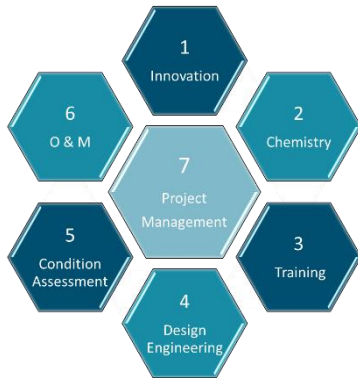 1
Innovation
2
Chemistry
3
Training
4
Design
Engineering
5
Condition
Assessment
6
O & M
7
Project
Management